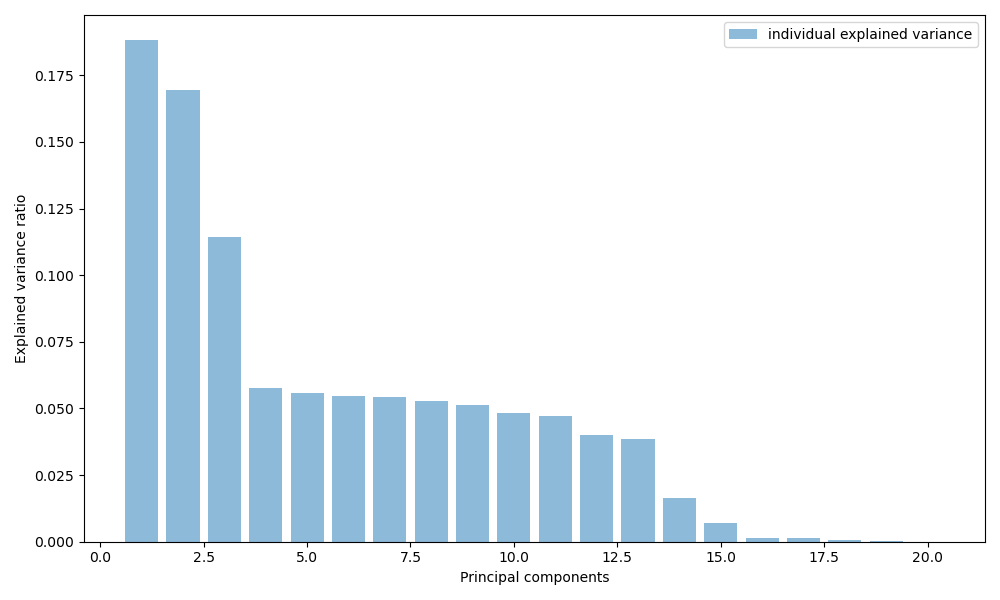 individual explained variance
0.175
0.150
0.125
0.100
0.075
0.050
0.025
0.000
Explained variance ratio
0.0 2.5 5.0 7.5 10.0 12.5 15.0 17.5 20.0
Principal components